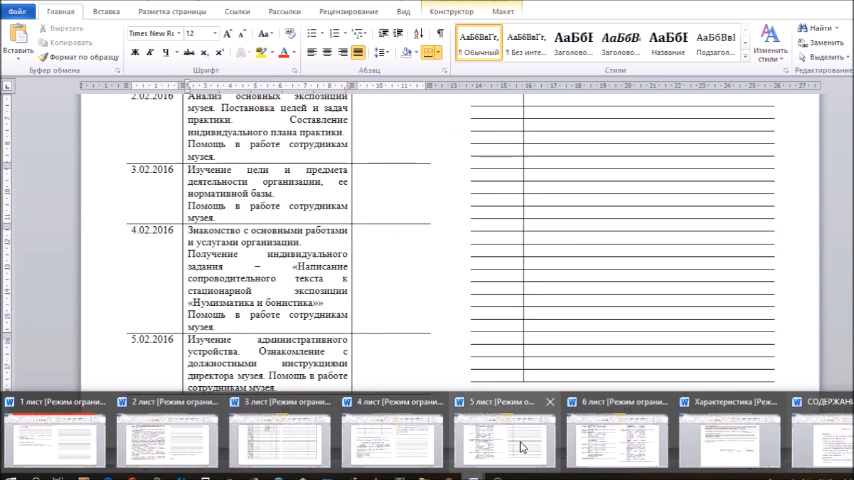 Файл Главная Вставка Разметка страницы Ссылки Рассылки Рецензирование Вид Конструктор Макет
Вставить
Вырезать
Копировать
Формат по образцу
Буфер обмена
Times New Ro 12
Ж К Ч abc
Шрифт
Абзац
АаБбВвГг,
¶ Обычный
АаБбВвГг,
¶ Без инте...
Заголово...
Заголово...
Название
Подзагол...
Стили
Изменить стили
Найти
Заменить
Выделить
Редактирование
2.02.2016 Анализ основных экспозиций
музея. Постановка целей и задач
практики. Составление
индивидуального плана практики.
Помощь в работе сотрудникам
музея.
3.02.2016 Изучение цели и предмета
деятельности организации, ее
нормативной базы.
Помощь в работе сотрудникам
музея.
4.02.2016 Знакомство с основными работами
и услугами организации.
Получение индивидуального
задания – «Написание
сопроводительного текста к
стационарной экспозиции
«Нумизматика и бонистика»»
Помощь в работе сотрудникам
музея.
5.02.2016 Изучение административного
устройства. Ознакомление с
должностными инструкциями
директора музея. Помощь в работе
сотрудникам музея.
1 лист [Режим ограни... 2 лист [Режим ограни... 3 лист [Режим ограни... 4 лист [Режим ограни... 5 лист [Режим о... 6 лист [Режим ограни... Характеристика [Реж... СОДЕРЖАНИ